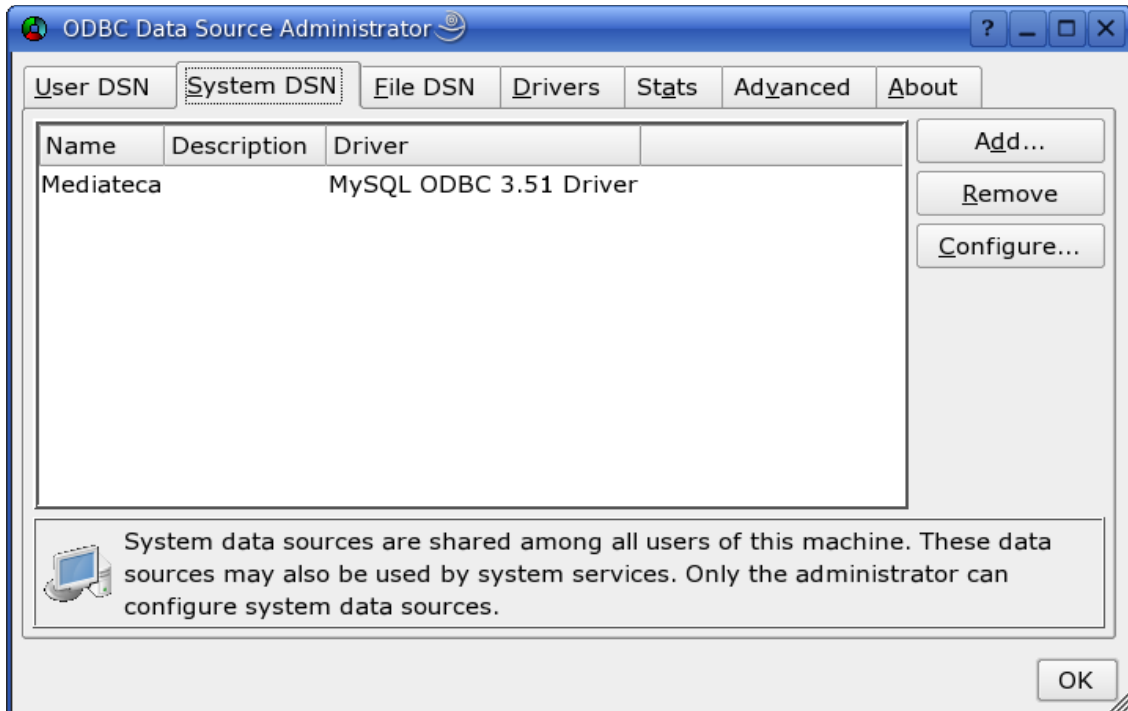 ODBC Data Source Administrator
User DSN System DSN File DSN Drivers Stats Advanced About
Name Description Driver
Mediateca MySQL ODBC 3.51 Driver
Add...
Remove
Configure...
System data sources are shared among all users of this machine. These data
sources may also be used by system services. Only the administrator can
configure system data sources.
OK